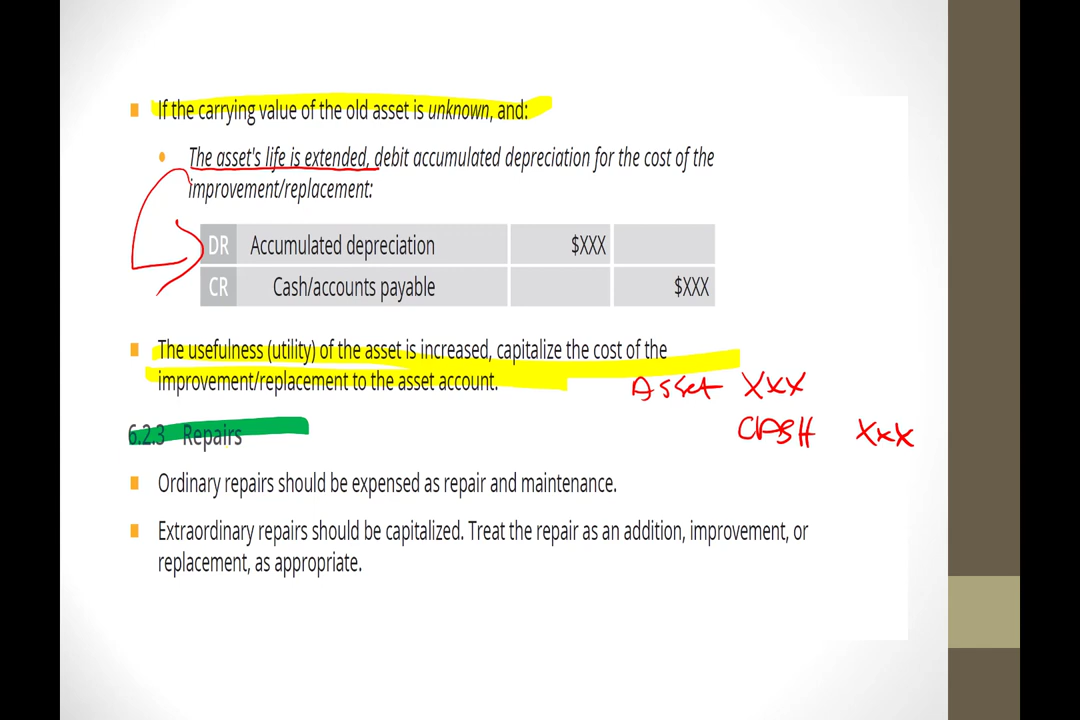 If the carrying value of the old asset is unknown, and:
The asset's life is extended, debit accumulated depreciation for the cost of the
improvement/replacement:
DR Accumulated depreciation $XXX
CR Cash/accounts payable $XXX
The usefulness (utility) of the asset is increased, capitalize the cost of the
improvement/replacement to the asset account.
Asset XXX
CASH XXX
6.2.3 Repairs
Ordinary repairs should be expensed as repair and maintenance.
Extraordinary repairs should be capitalized. Treat the repair as an addition, improvement, or
replacement, as appropriate.